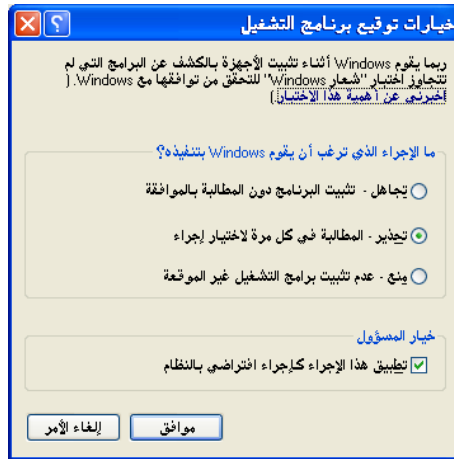 خيارات توقيع برنامج التشغيل
ربما يقوم Windows أثناء تثبيت الأجهزة بالكشف عن البرامج التي لم
تتجاوز اختبار "شعار Windows" للتحقق من توافقها مع Windows. (
أخبرني عن أهمية هذا الاختبار)
ما الإجراء الذي ترغب أن يقوم Windows بتنفيذه؟
تجاهل - تثبيت البرنامج دون المطالبة بالموافقة
تحذير - المطالبة في كل مرة لاختيار إجراء
منع - عدم تثبيت برامج التشغيل غير الموقعة
خيار المسؤول
تطبيق هذا الإجراء كإجراء افتراضي بالنظام
موافق
إلغاء الأمر